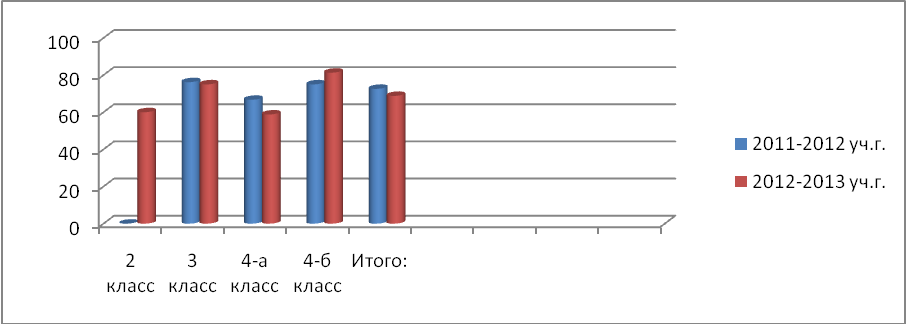 100
80
60
40
20
0
2 класс
3 класс
4-а класс
4-б класс
Итого:
2011-2012 уч.г.
2012-2013 уч.г.